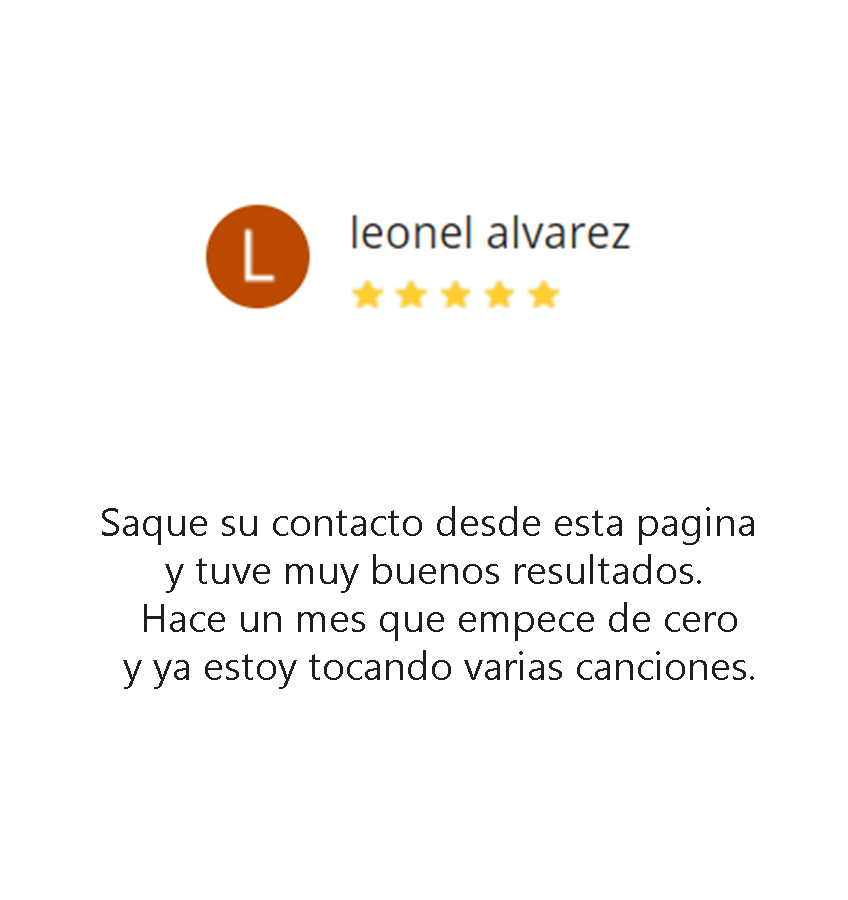 L
leonel alvarez
Saque su contacto desde esta pagina
y tuve muy buenos resultados.
Hace un mes que empece de cero
y ya estoy tocando varias canciones.